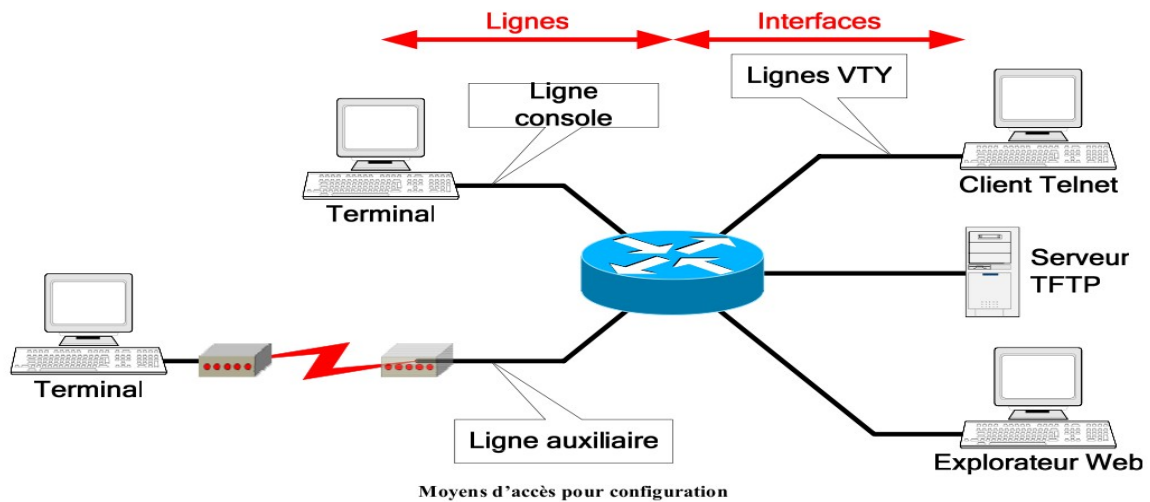 Lignes
Interfaces
Ligne
console
Lignes VTY
Terminal
Client Telnet
Serveur
TFTP
Terminal
Ligne auxiliaire
Explorateur Web
Moyens d'accès pour configuration